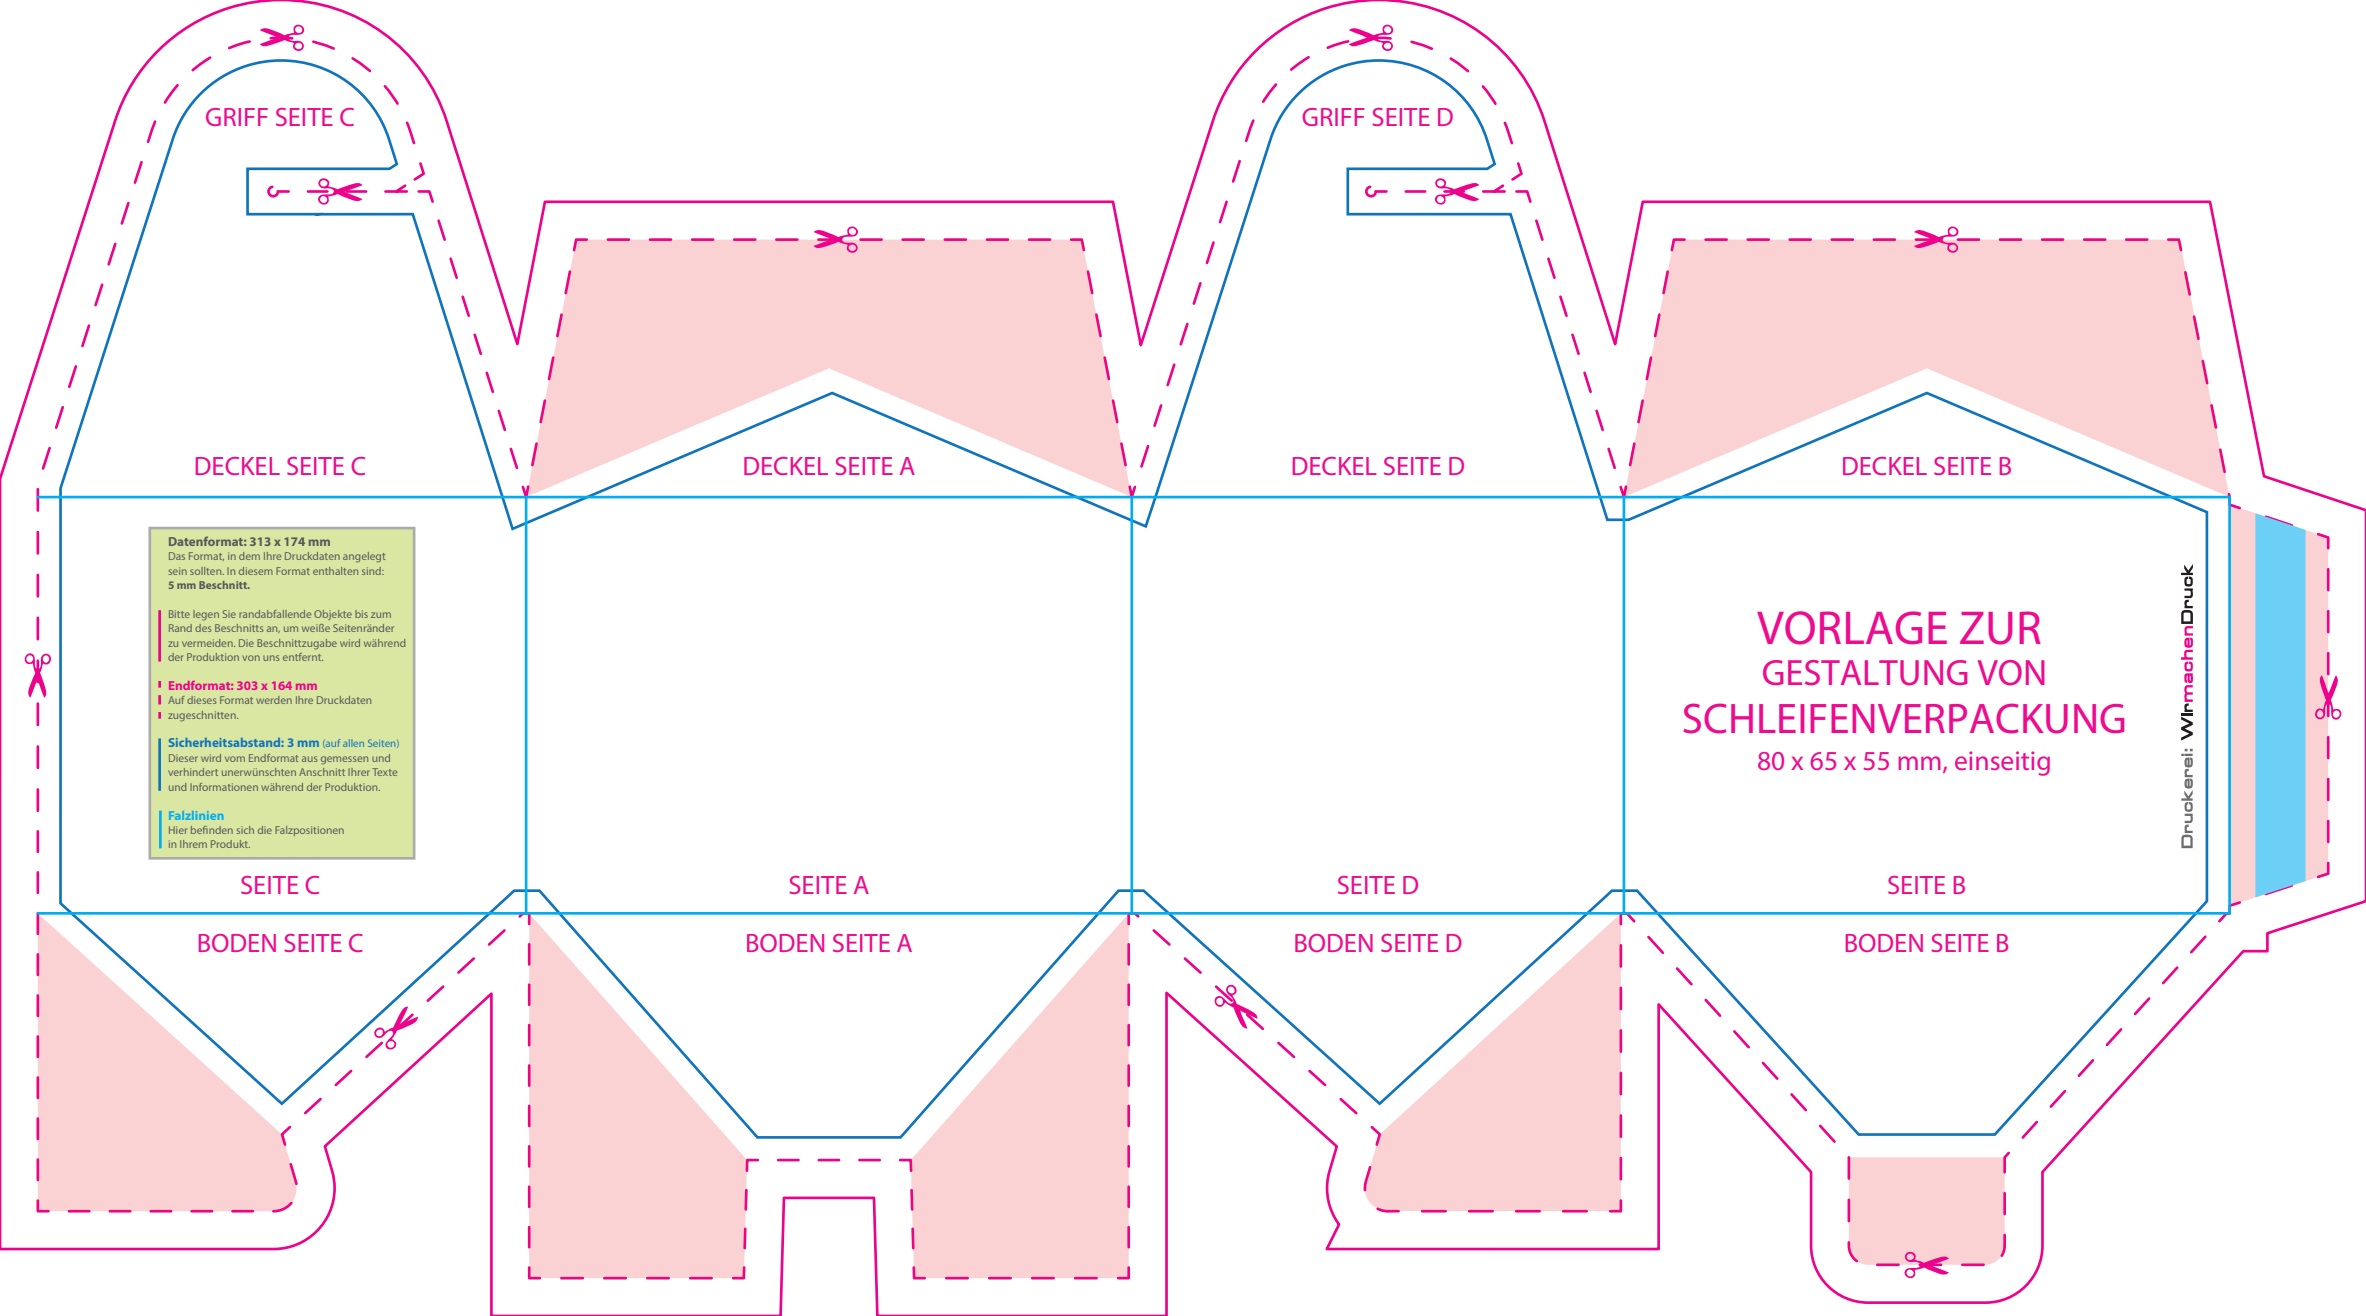 GRIFF SEITE C
GRIFF SEITE D
DECKEL SEITE C
DECKEL SEITE A
DECKEL SEITE D
DECKEL SEITE B
Datenformat: 313 x 174 mm
Das Format, in dem Ihre Druckdaten angelegt
sein sollten. In diesem Format enthalten sind:
5 mm Beschnitt.
Bitte legen Sie randabfallende Objekte bis zum
Rand des Beschnitts an, um weiße Seitenränder
zu vermeiden. Die Beschnittzugabe wird während
der Produktion von uns entfernt.
Endformat: 303 x 164 mm
Auf dieses Format werden Ihre Druckdaten
zugeschnitten.
Sicherheitsabstand: 3 mm (auf allen Seiten)
Dieser wird vom Endformat aus gemessen und
verhindert unerwünschten Anschnitt Ihrer Texte
und Informationen während der Produktion.
Falzlinien
Hier befinden sich die Falzpositionen
in Ihrem Produkt.
VORLAGE ZUR
GESTALTUNG VON
SCHLEIFENVERPACKUNG
80 x 65 x 55 mm, einseitig
Druckerei: WIrmachenDruck
SEITE C
SEITE A
SEITE D
SEITE B
BODEN SEITE C
BODEN SEITE A
BODEN SEITE D
BODEN SEITE B